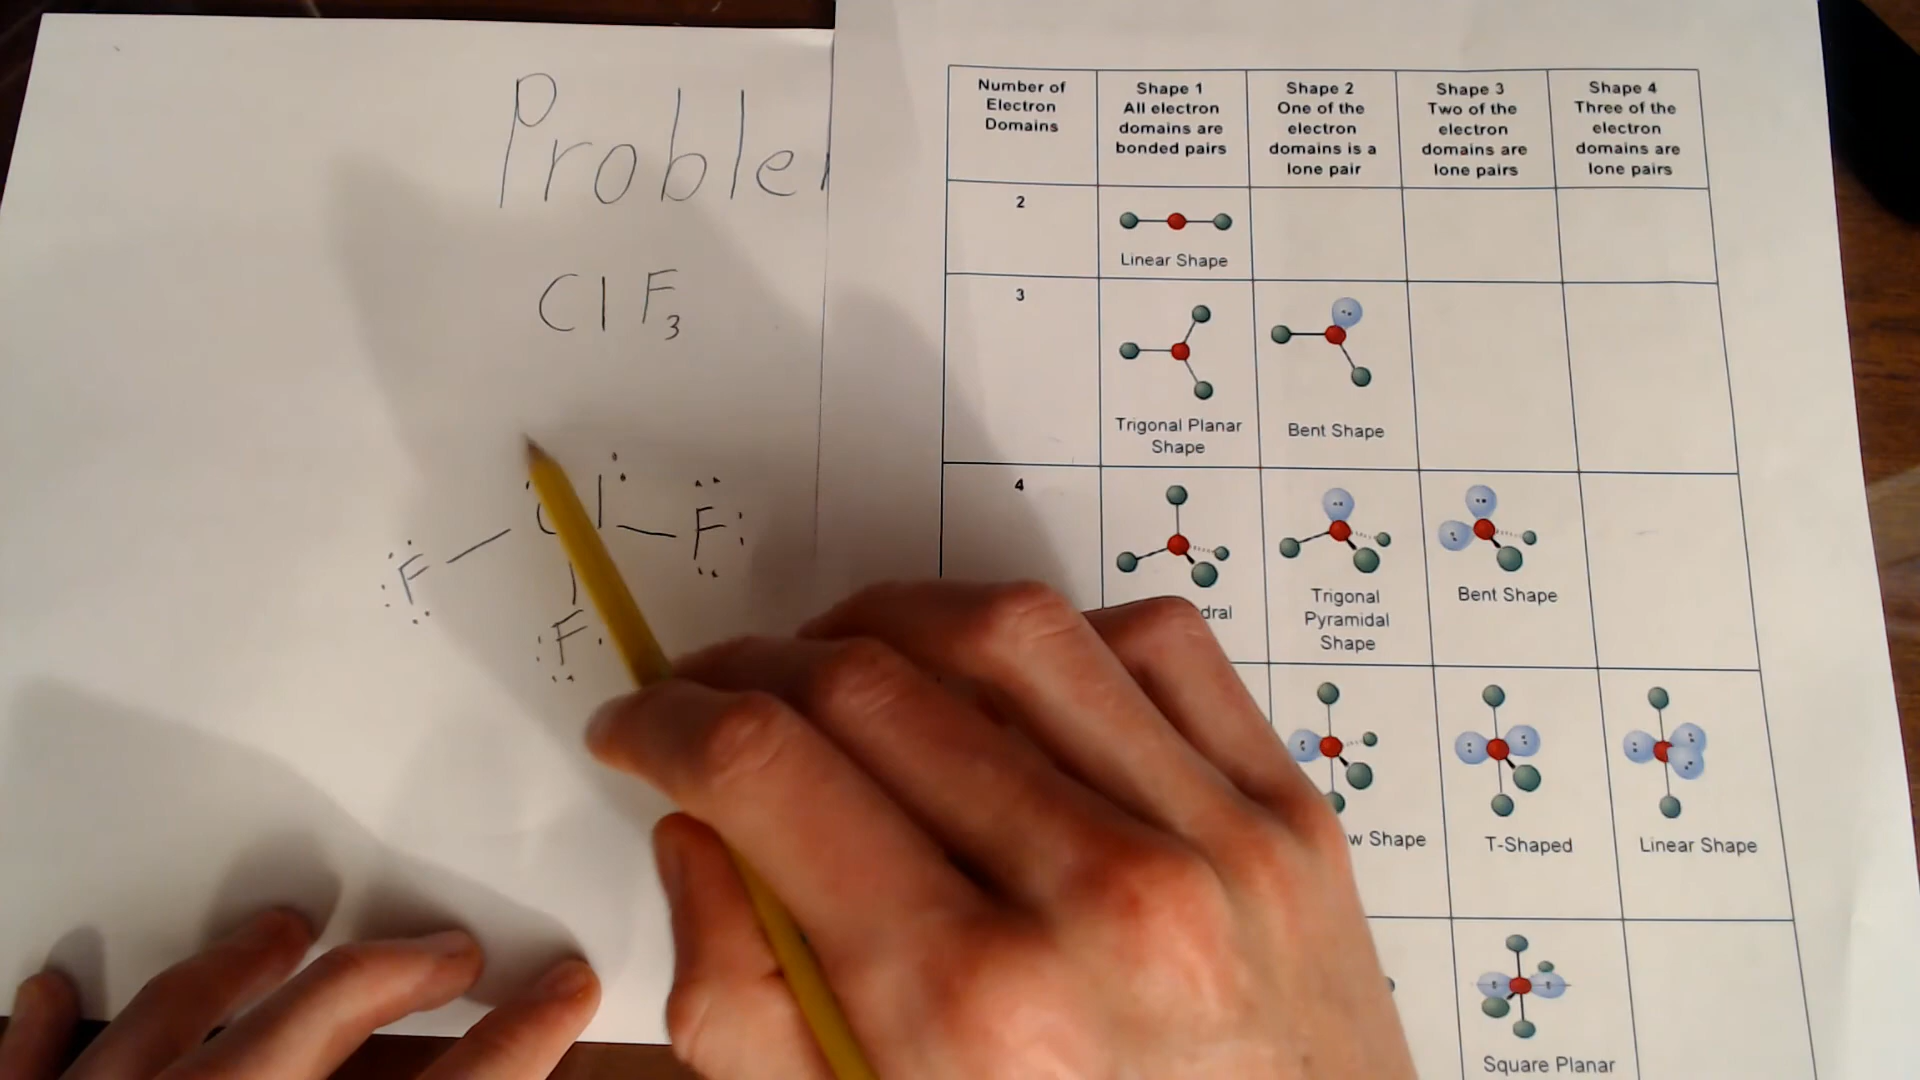 Proble
ClF3
Cl
F
F
F
Number of
Electron
Domains
Shape 1
All electron
domains are
bonded pairs
Shape 2
One of the
electron
domains is a
lone pair
Shape 3
Two of the
electron
domains are
lone pairs
Shape 4
Three of the
electron
domains are
lone pairs
2
Linear Shape
3
Trigonal Planar
Shape
Bent Shape
4
dral
Trigonal
Pyramidal
Shape
Bent Shape
w Shape
T-Shaped
Linear Shape
Square Planar